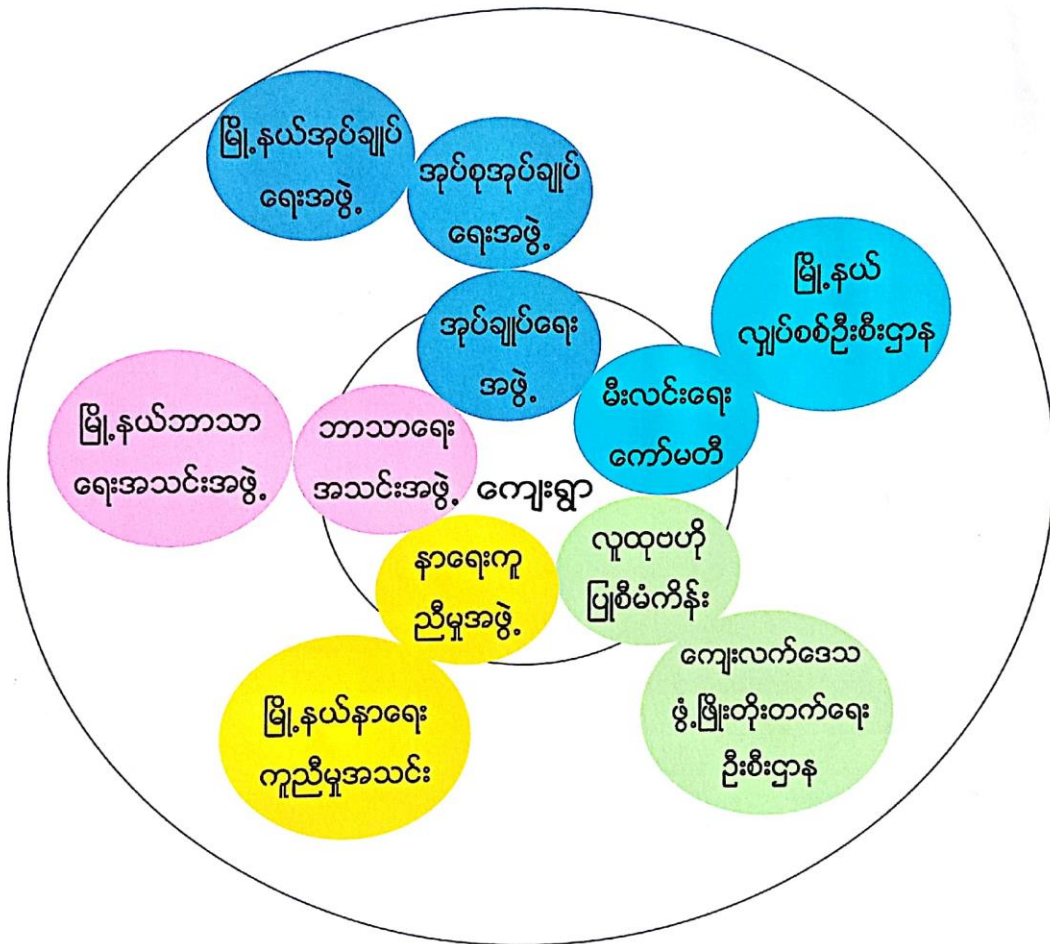 မြို့နယ်အုပ်ချုပ်
ရေးအဖွဲ့
အုပ်စုအုပ်ချုပ်
ရေးအဖွဲ့
အုပ်ချုပ်ရေး
အဖွဲ့
မြို့နယ်
လျှပ်စစ်ဦးစီးဌာန
မီးလင်းရေး
ကော်မတီ
မြို့နယ်ဘာသာ
ရေးအသင်းအဖွဲ့
ဘာသာရေး
အသင်းအဖွဲ့
ကျေးရွာ
နာရေးကူ
ညီမှုအဖွဲ့
လူထုဗဟို
ပြုစီမံကိန်း
မြို့နယ်နာရေး
ကူညီမှုအသင်း
ကျေးလက်ဒေသ
ဖွံ့ဖြိုးတိုးတက်ရေး
ဦးစီးဌာန